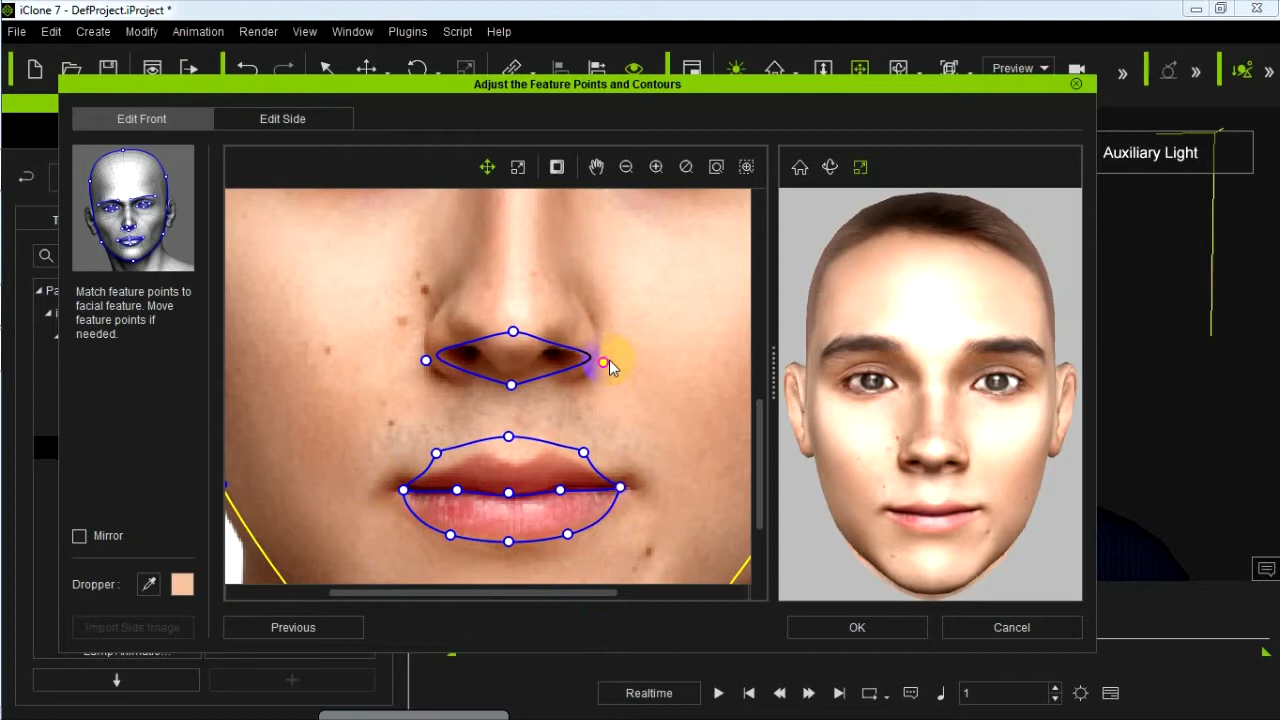 iClone 7 - DefProject.iProject *
File Edit Create Modify Animation Render View Window Plugins Script Help
Preview
Adjust the Feature Points and Contours
Edit Front Edit Side
Auxiliary Light
Match feature points to
facial feature. Move
feature points if
needed.
Mirror
Dropper :
Import Side Image
Previous OK Cancel
Realtime 1